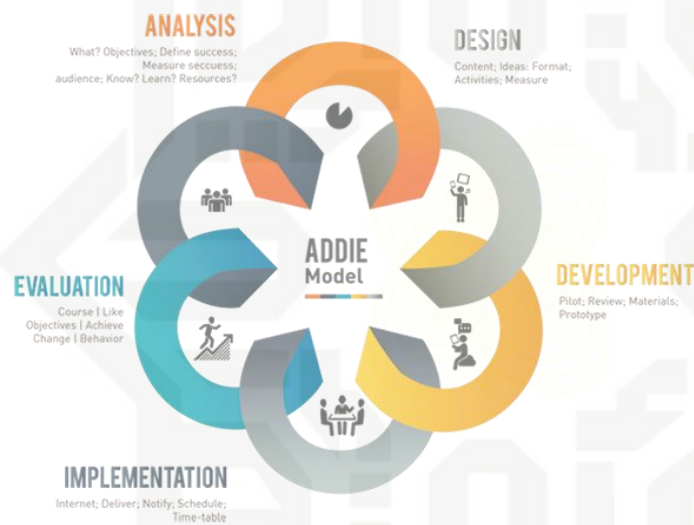 ANALYSIS
What? Objectives; Define success;
Measure seccuess;
audience; Know? Learn? Resources?
DESIGN
Content; Ideas: Format;
Activities; Measure
ADDIE
Model
EVALUATION
Course | Like
Objectives | Achieve
Change | Behavior
DEVELOPMENT
Pilot; Review; Materials;
Prototype
IMPLEMENTATION
Internet; Deliver; Notify; Schedule;
Time-table